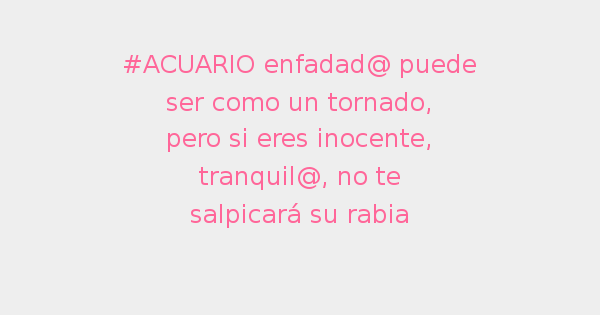 #ACUARIO enfadad@ puede
ser como un tornado,
pero si eres inocente,
tranquil@, no te
salpicará su rabia